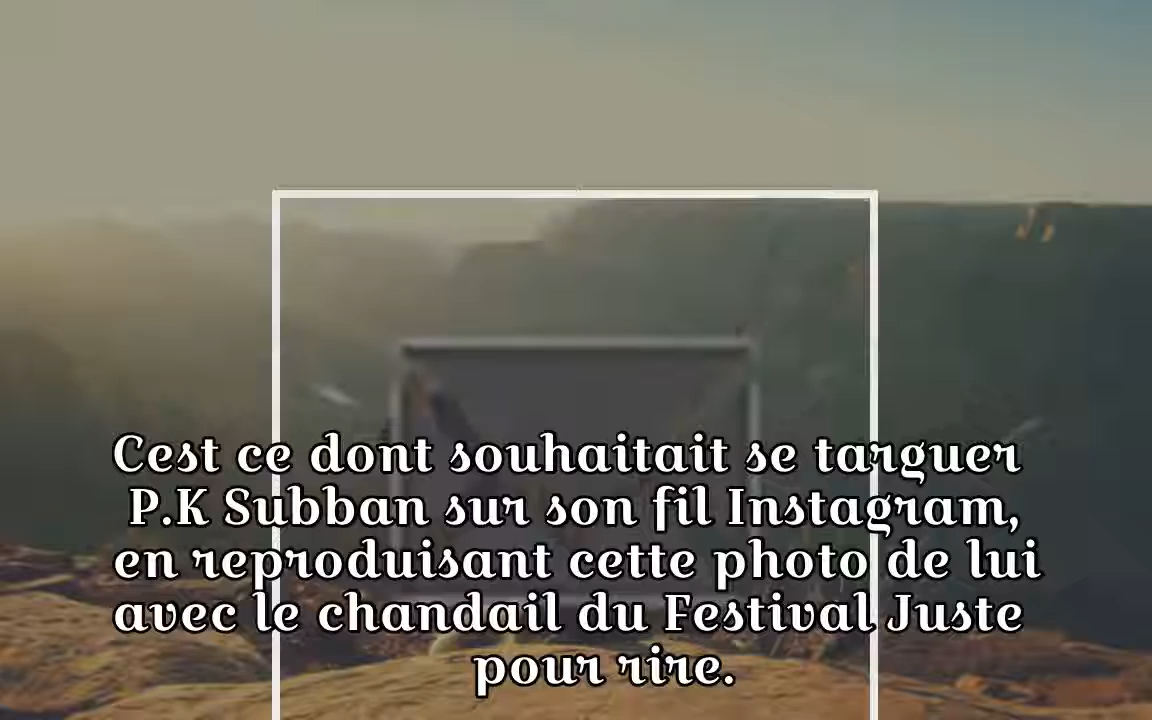 Cest ce dont souhaitait se targuer
P.K Subban sur son fil Instagram,
en reproduisant cette photo de lui
avec le chandail du Festival Juste
pour rire.